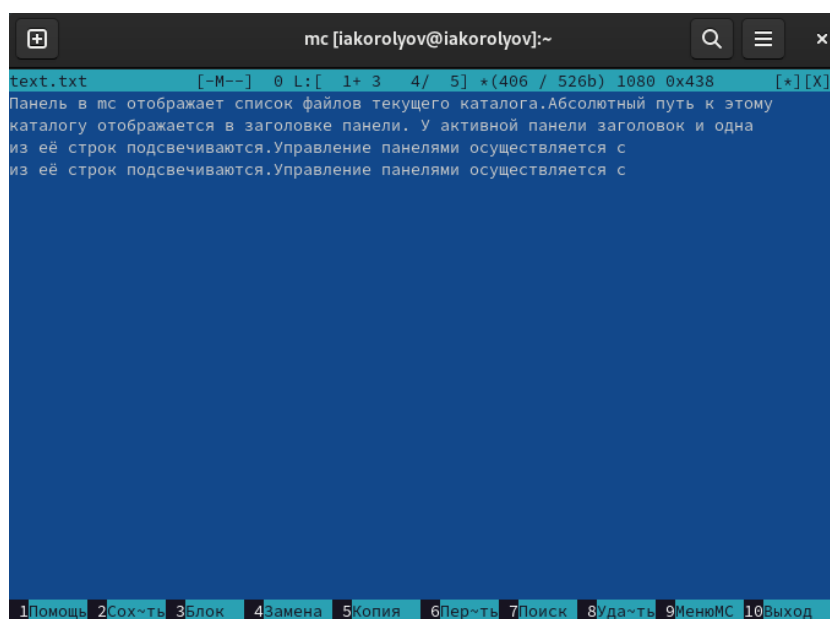 mc [iakorolyov@iakorolyov]:~
text.txt [-M--] 0 L:[ 1+ 3 4/ 5] *(406 / 526b) 1080 0x438 [*][X]
Панель в mc отображает список файлов текущего каталога.Абсолютный путь к этому
каталогу отображается в заголовке панели. У активной панели заголовок и одна
из её строк подсвечиваются.Управление панелями осуществляется с
из её строк подсвечиваются.Управление панелями осуществляется с
1Помощь 2Сох~ть 3Блок 4Замена 5Копия 6Пер~ть 7Поиск 8Уда~ть 9МенюМС 10Выход